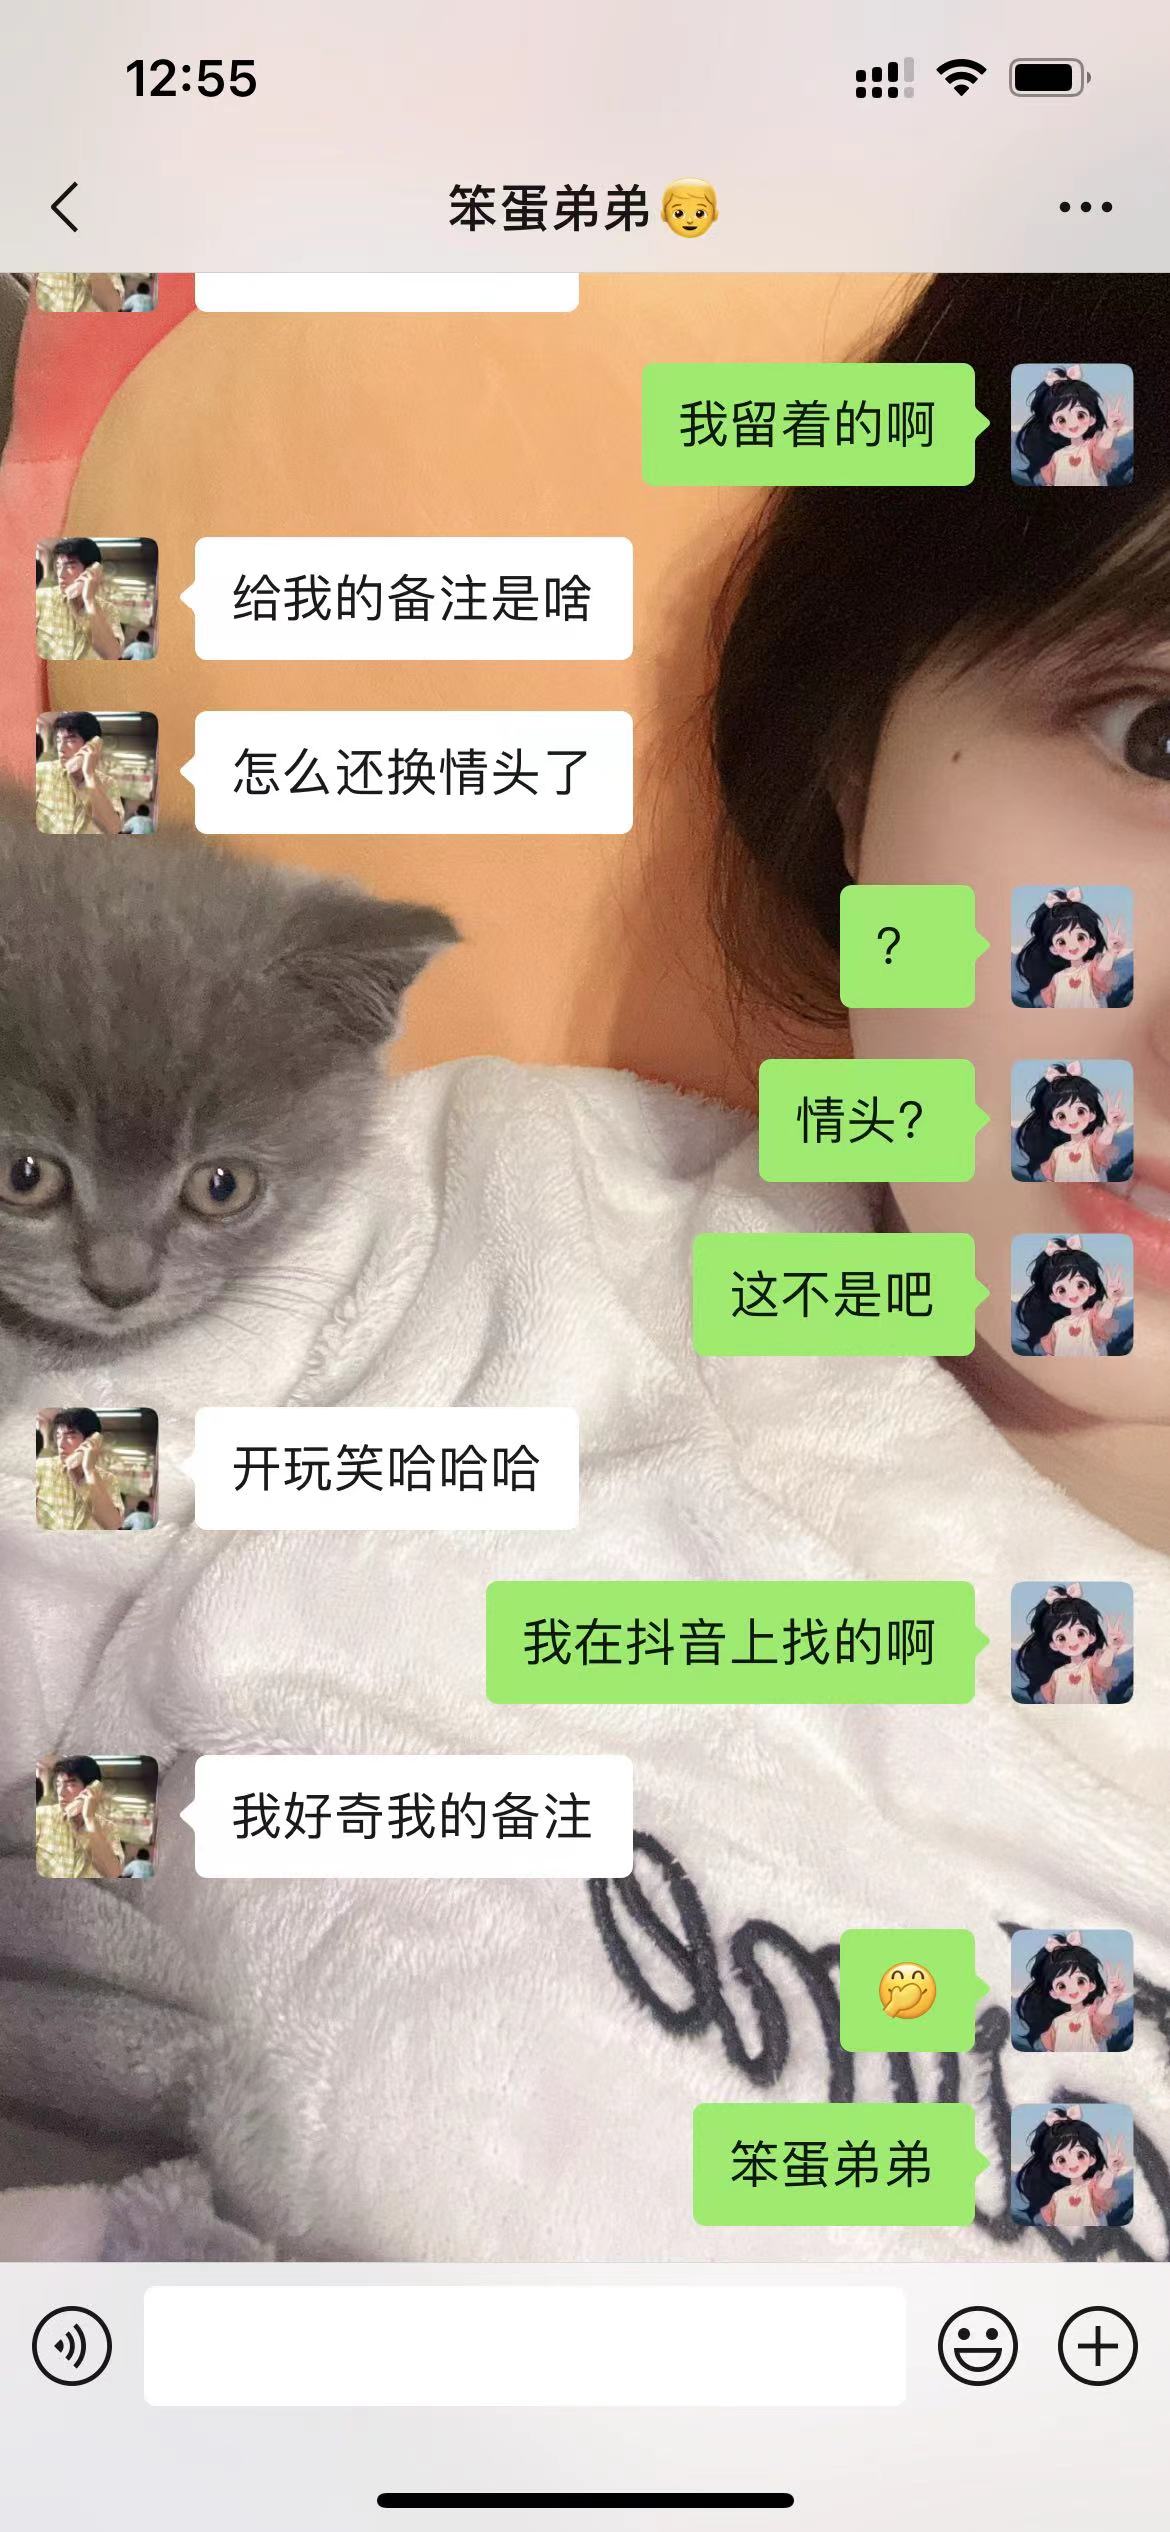 12:55
笨蛋弟弟👦
我留着的啊
给我的备注是啥
怎么还换情头了
?
情头?
这不是吧
开玩笑哈哈哈
我在抖音上找的啊
我好奇我的备注
🤭
笨蛋弟弟